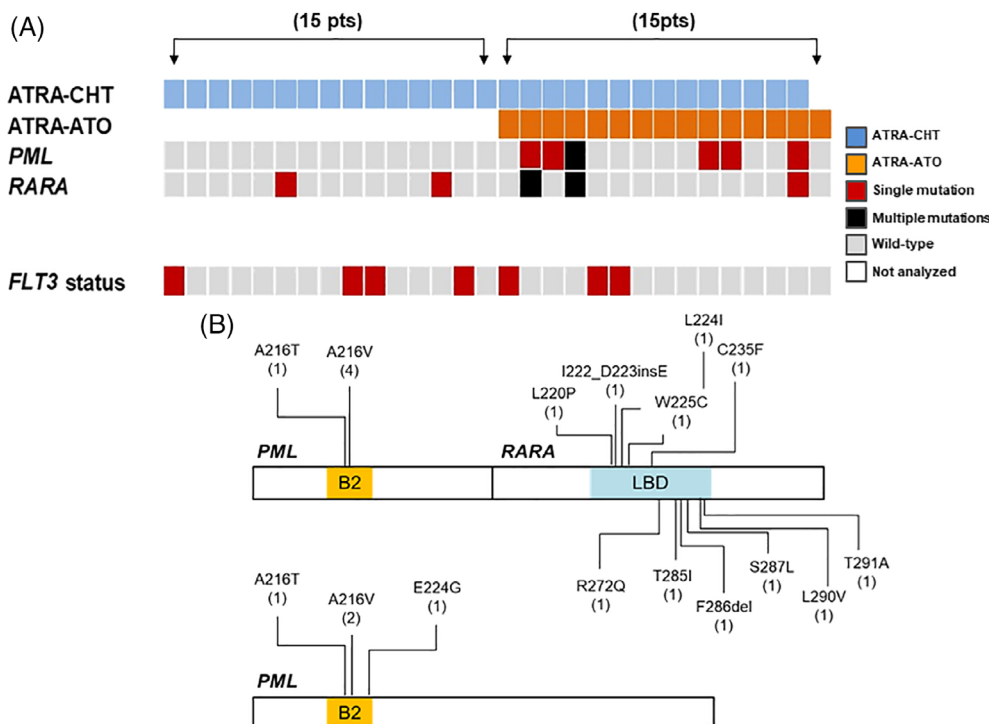 (A)
(15 pts)
(15pts)
ATRA-CHT
ATRA-ATO
PML
RARA
FLT3 status
ATRA-CHT
ATRA-ATO
Single mutation
Multiple mutations
Wild-type
Not analyzed
(B)
A216T
(1)
A216V
(4)
L220P
(1)
I222_D223insE
(1)
L224I
(1)
W225C
(1)
C235F
(1)
PML
RARA
B2
LBD
R272Q
(1)
T285I
(1)
F286del
(1)
S287L
(1)
L290V
(1)
T291A
(1)
A216T
(1)
A216V
(2)
E224G
(1)
PML
B2